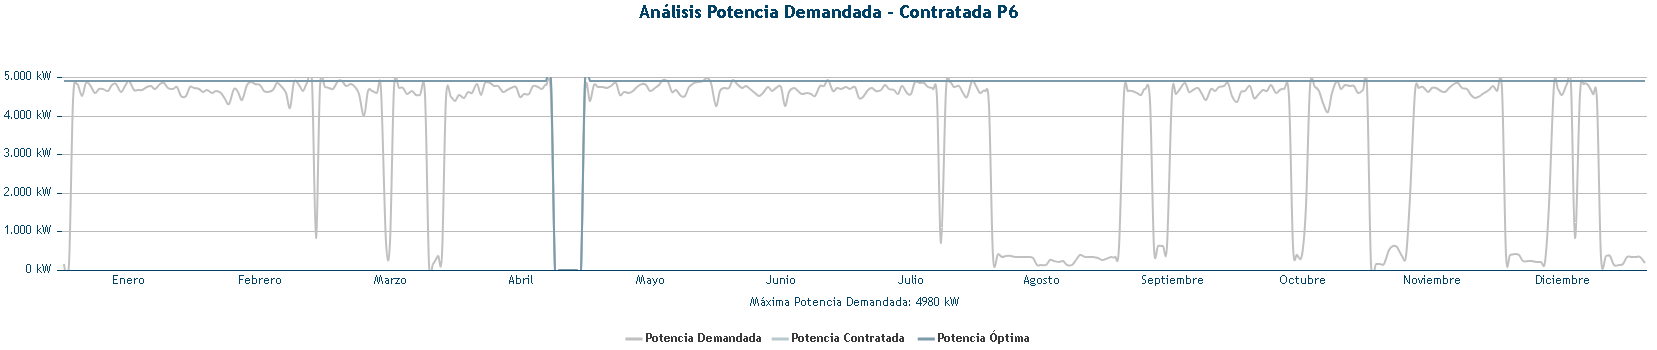 Análisis Potencia Demandada - Contratada P6
5.000 kW
4.000 kW
3.000 kW
2.000 kW
1.000 kW
0 kW
Enero Febrero Marzo Abril Mayo Junio Julio Agosto Septiembre Octubre Noviembre Diciembre
Máxima Potencia Demandada: 4980 kW
Potencia Demandada Potencia Contratada Potencia Óptima